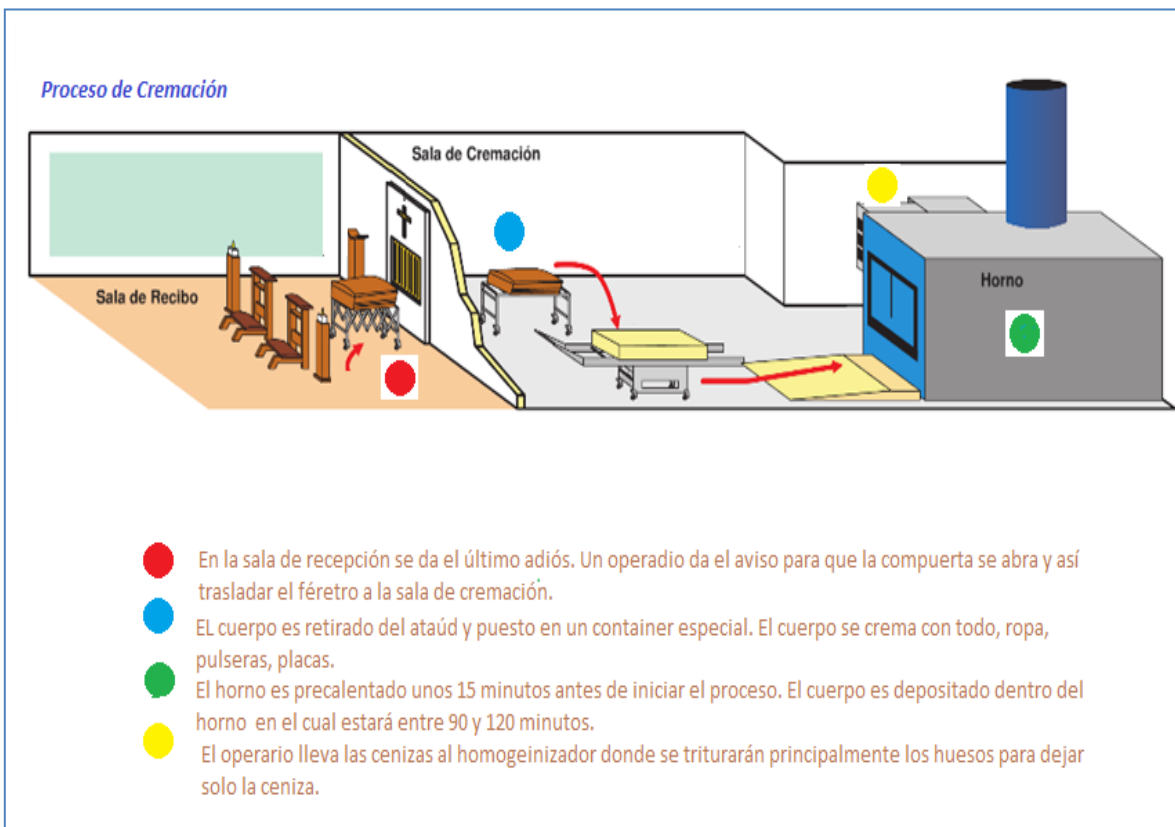 Proceso de Cremación
Sala de Cremación
Sala de Recibo
Horno
En la sala de recepción se da el último adiós. Un operadio da el aviso para que la compuerta se abra y así
trasladar el féretro a la sala de cremación.
EL cuerpo es retirado del ataúd y puesto en un container especial. El cuerpo se crema con todo, ropa,
pulseras, placas.
El horno es precalentado unos 15 minutos antes de iniciar el proceso. El cuerpo es depositado dentro del
horno en el cual estará entre 90 y 120 minutos.
El operario lleva las cenizas al homogeinizador donde se triturarán principalmente los huesos para dejar
solo la ceniza.